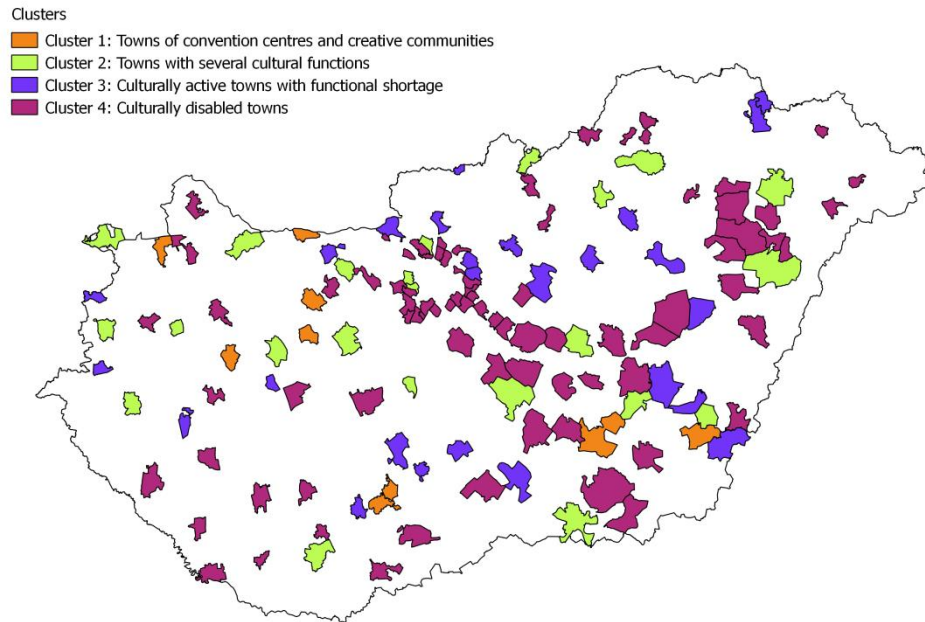 Clusters
Cluster 1: Towns of convention centres and creative communities
Cluster 2: Towns with several cultural functions
Cluster 3: Culturally active towns with functional shortage
Cluster 4: Culturally disabled towns